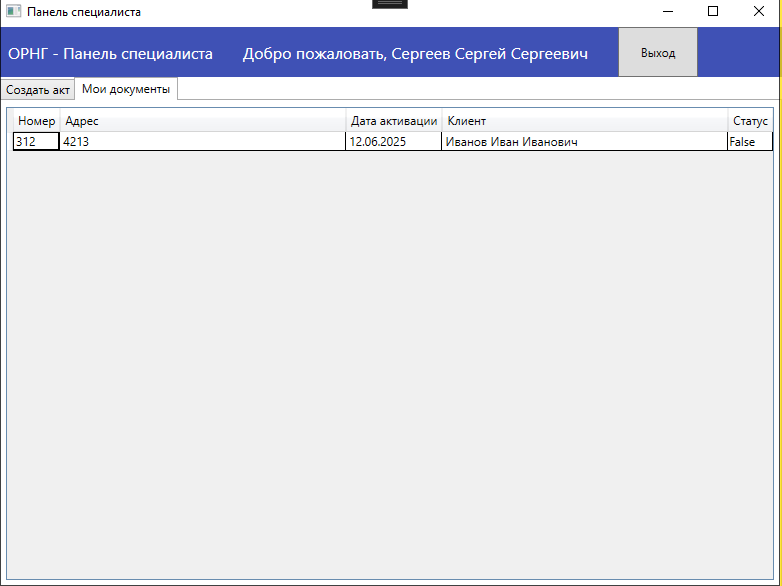 Панель специалиста
ОРНГ - Панель специалиста Добро пожаловать, Сергеев Сергей Сергеевич Выход
Создать акт Мои документы
Номер Адрес Дата активации Клиент Статус
312 4213 12.06.2025 Иванов Иван Иванович False